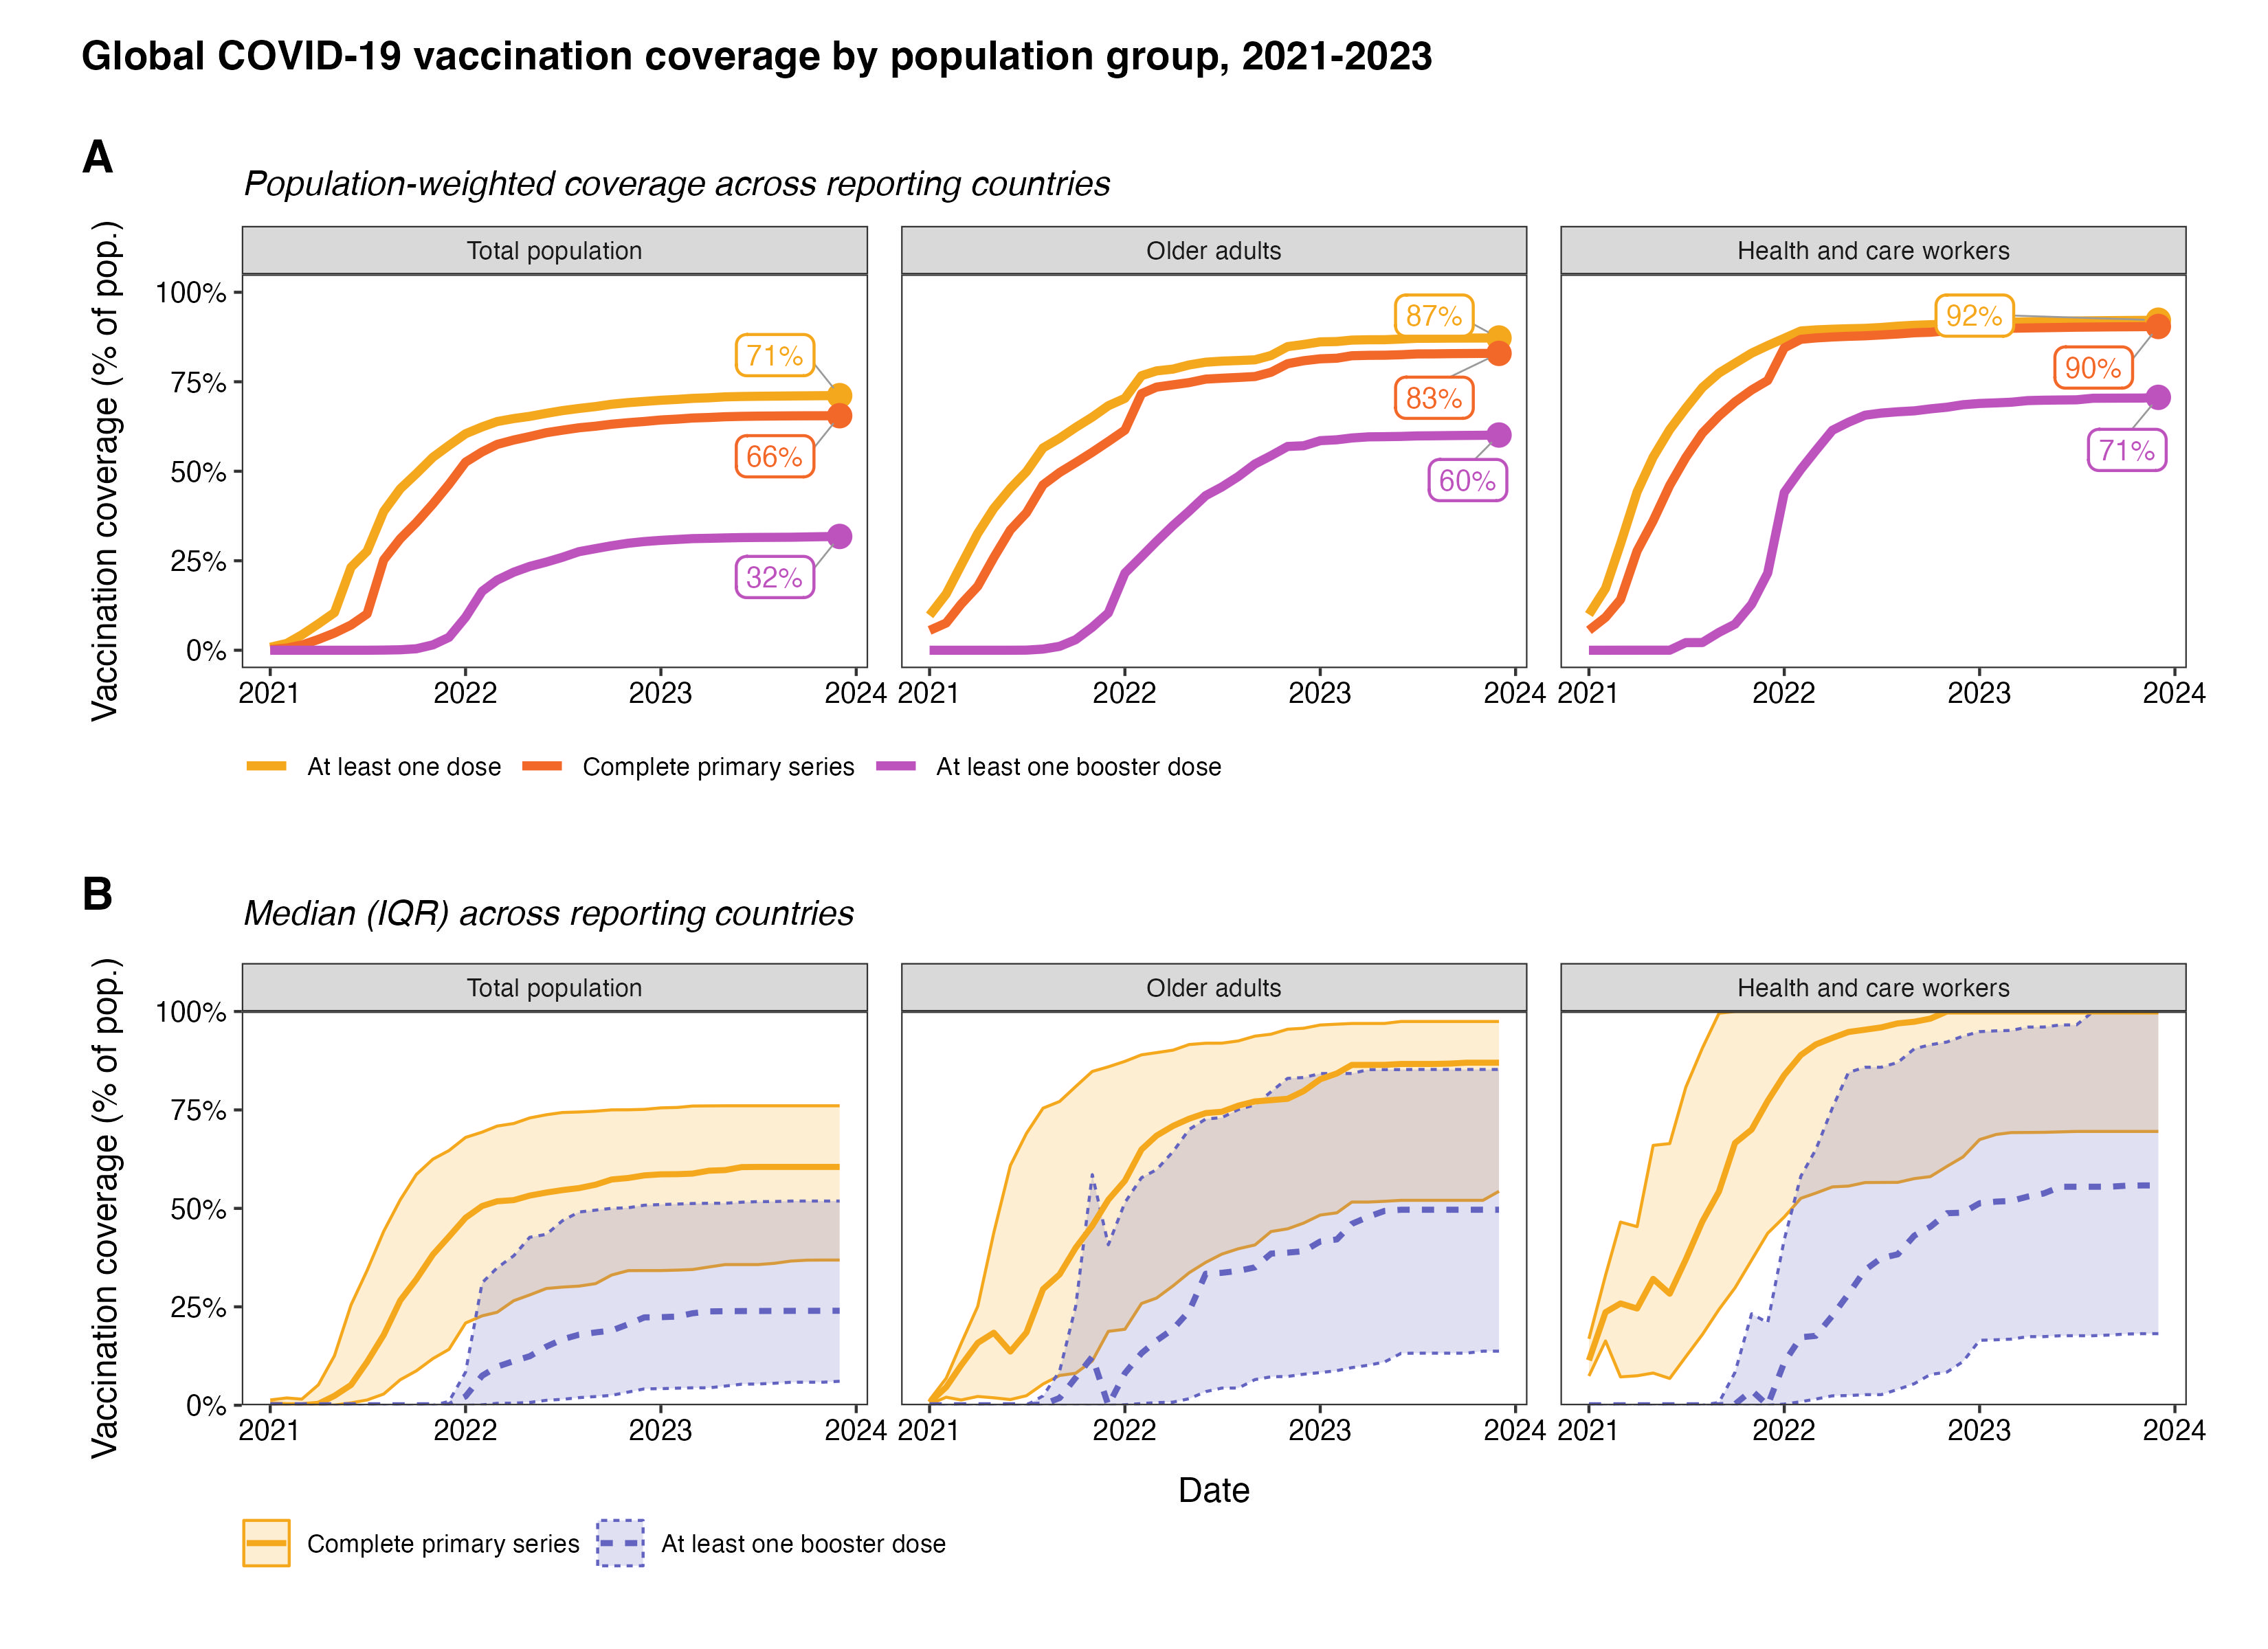 Global COVID-19 vaccination coverage by population group, 2021-2023
A
Population-weighted coverage across reporting countries
Vaccination coverage (% of pop.)
Total population
Older adults
Health and care workers
100%
75%
50%
25%
0%
71%
66%
32%
87%
83%
60%
92%
90%
71%
2021 2022 2023 2024
2021 2022 2023 2024
2021 2022 2023 2024
At least one dose
Complete primary series
At least one booster dose
B
Median (IQR) across reporting countries
Vaccination coverage (% of pop.)
Total population
Older adults
Health and care workers
100%
75%
50%
25%
0%
2021 2022 2023 2024
2021 2022 2023 2024
2021 2022 2023 2024
Date
Complete primary series
At least one booster dose